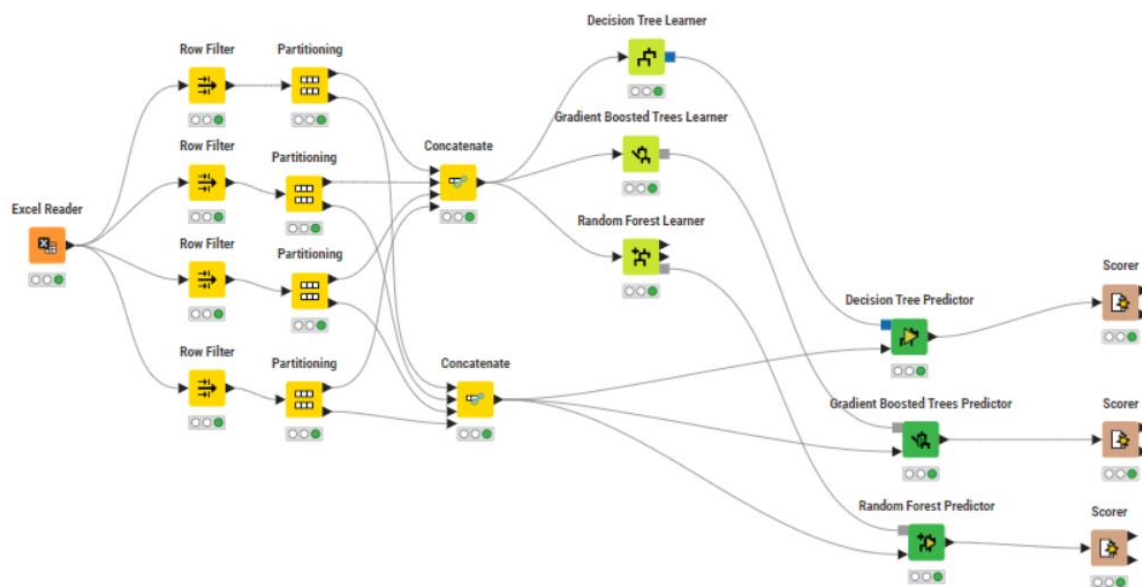 Decision Tree Learner
Row Filter
Partitioning
Gradient Boosted Trees Learner
Row Filter
Partitioning
Concatenate
Excel Reader
Random Forest Learner
Row Filter
Partitioning
Scorer
Decision Tree Predictor
Row Filter
Partitioning
Concatenate
Gradient Boosted Trees Predictor
Scorer
Random Forest Predictor
Scorer